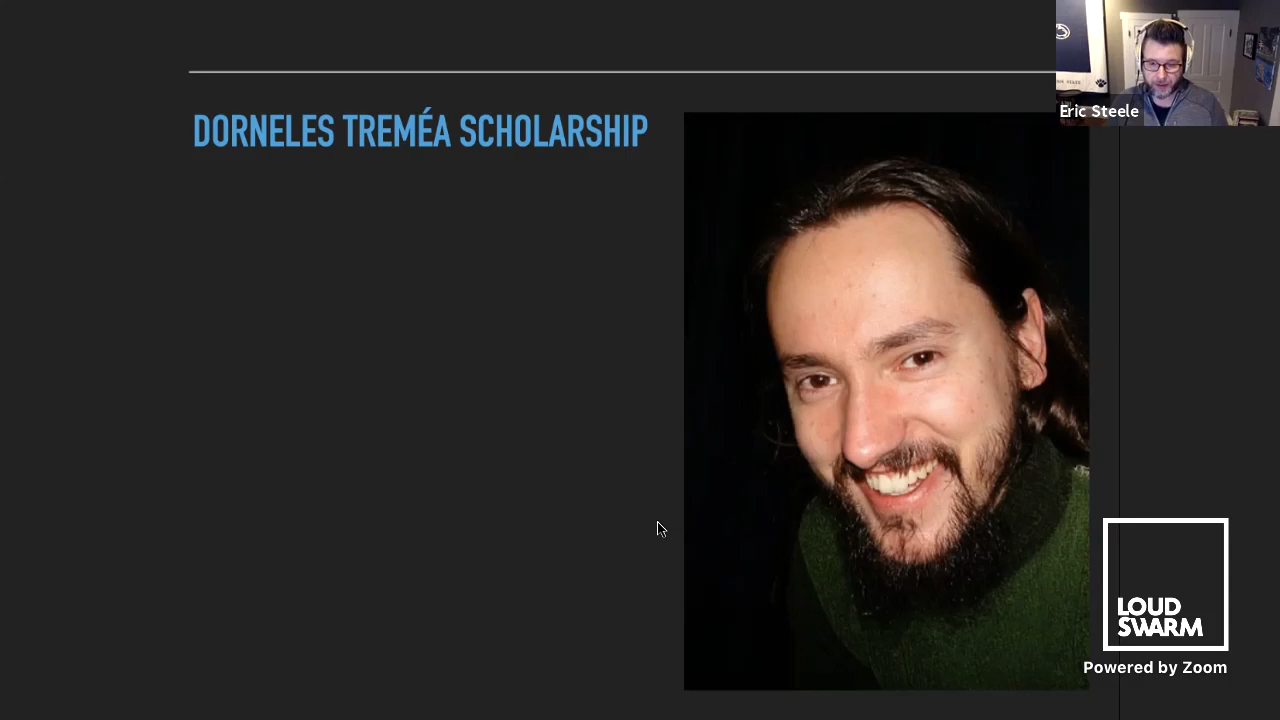 DORNELES TREMÉA SCHOLARSHIP
Eric Steele
LOUD
SWARM
Powered by Zoom